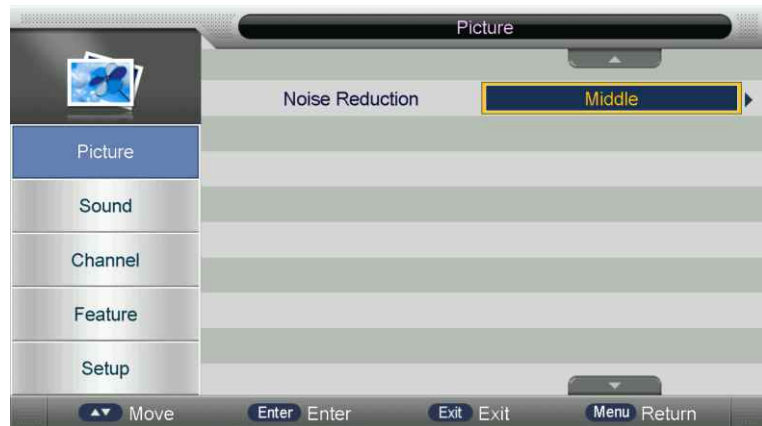 Picture
Noise Reduction Middle
Picture
Sound
Channel
Feature
Setup
Move Enter Enter Exit Exit Menu Return